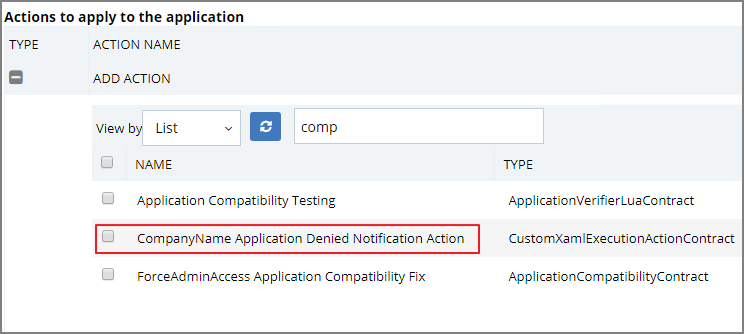 Actions to apply to the application
TYPE ACTION NAME
ADD ACTION
View by List comp
NAME TYPE
Application Compatibility Testing ApplicationVerifierLuaContract
CompanyName Application Denied Notification Action CustomXamlExecutionActionContract
ForceAdminAccess Application Compatibility Fix ApplicationCompatibilityContract